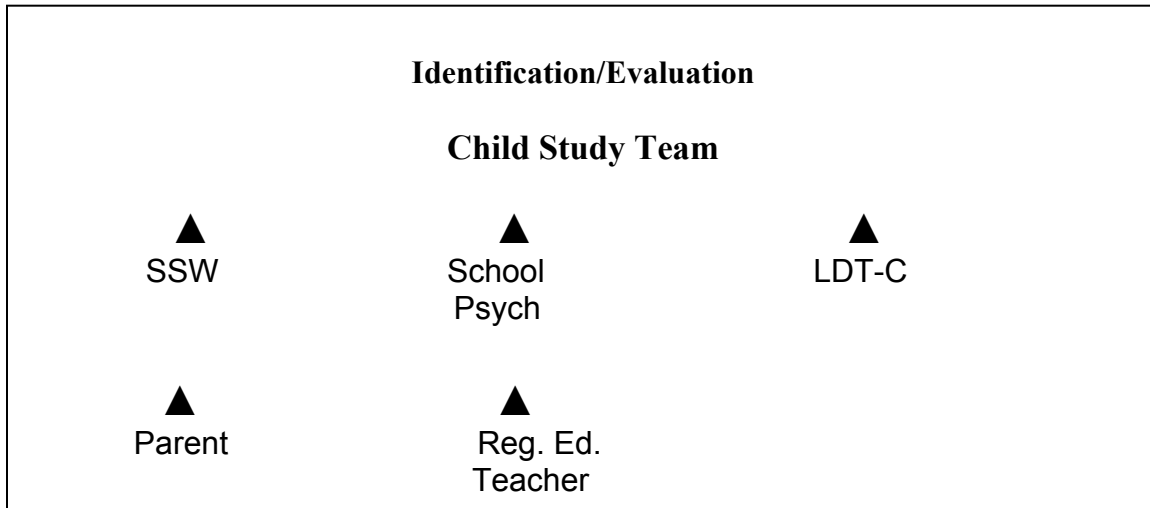 Identification/Evaluation
Child Study Team
SSW
School
Psych
LDT-C
Parent
Reg. Ed.
Teacher